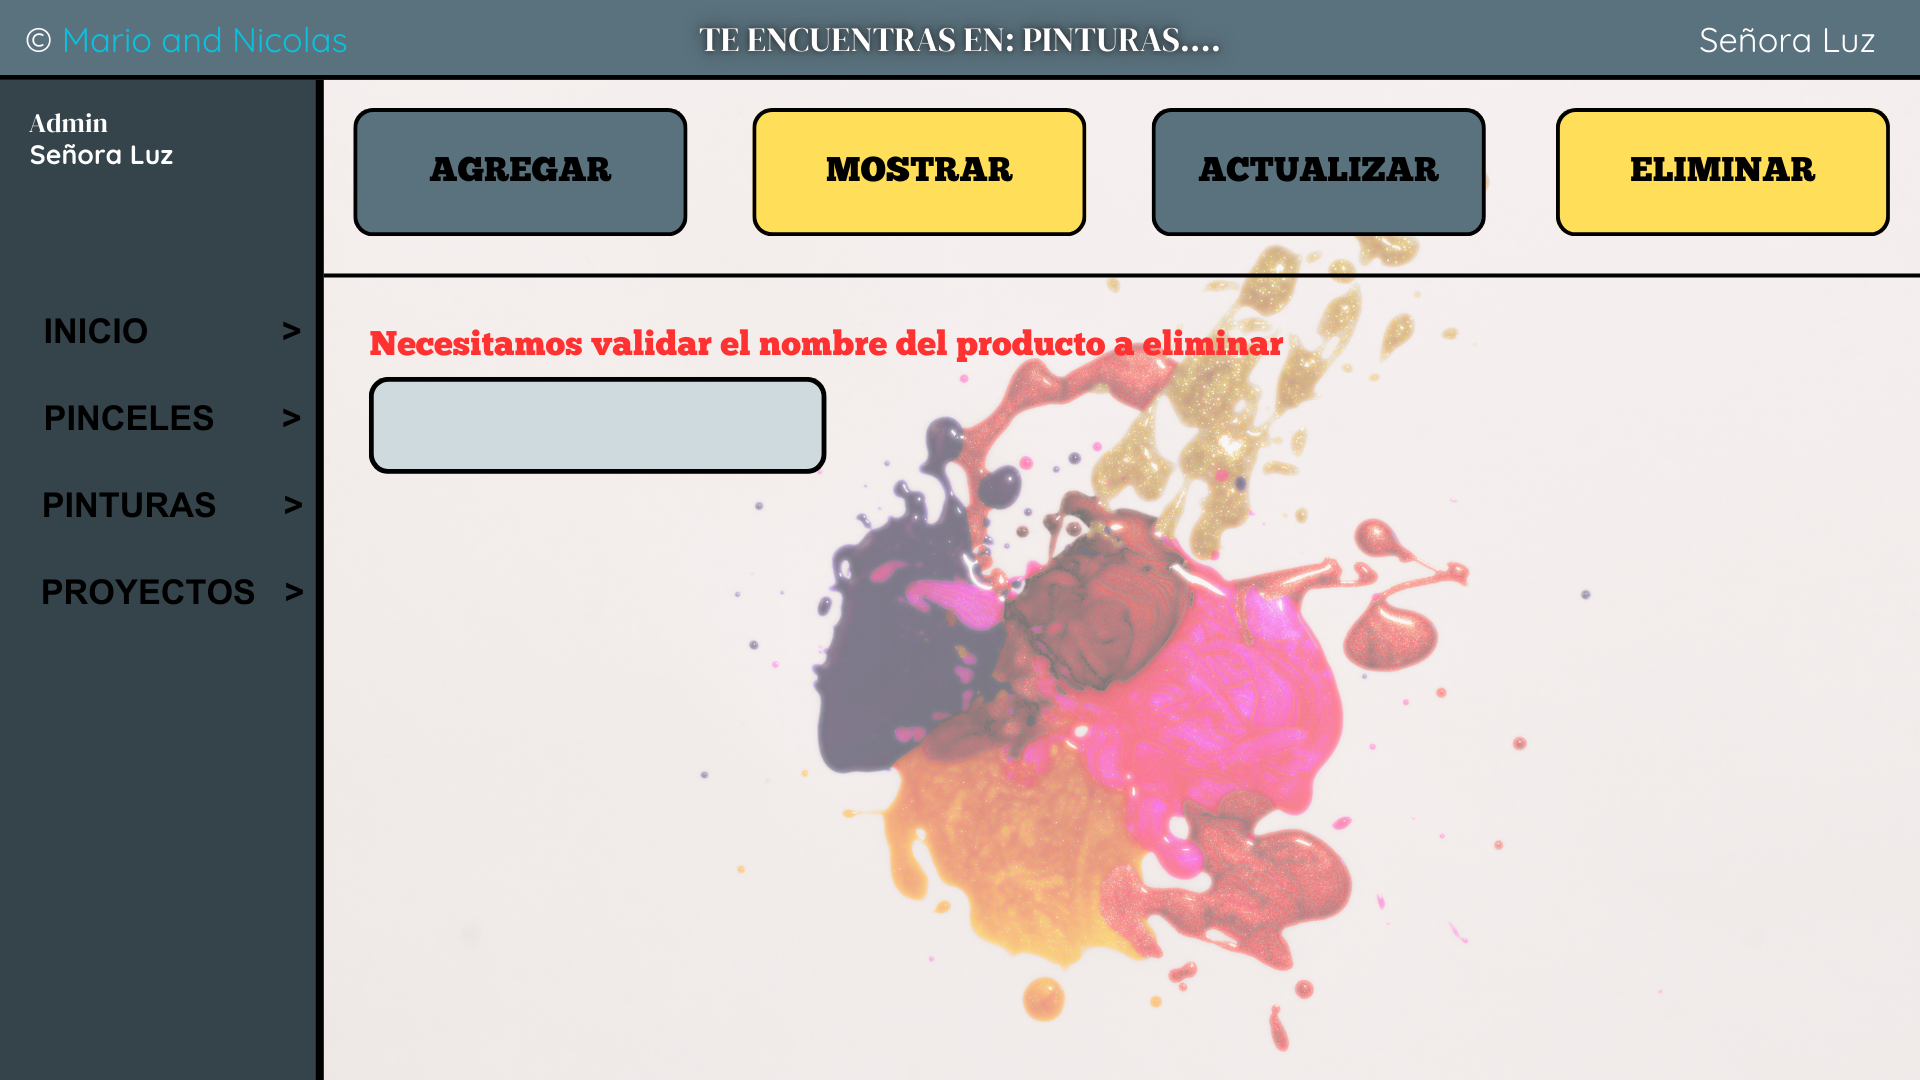 © Mario and Nicolas
TE ENCUENTRAS EN: PINTURAS....
Señora Luz
Admin
Señora Luz
AGREGAR
MOSTRAR
ACTUALIZAR
ELIMINAR
INICIO >
PINCELES >
PINTURAS >
PROYECTOS >
Necesitamos validar el nombre del producto a eliminar